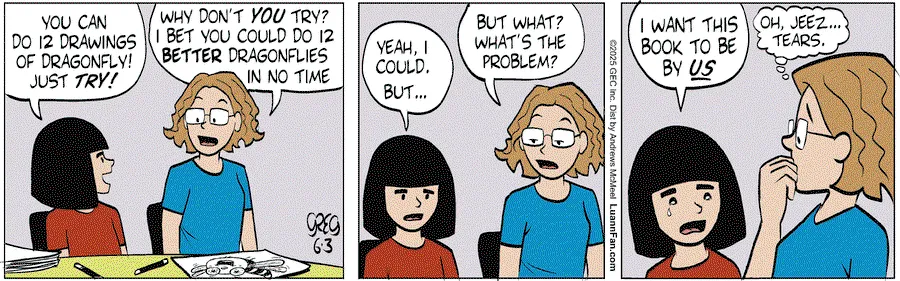 YOU CAN
DO 12 DRAWINGS
OF DRAGONFLY!
JUST TRY!
WHY DON'T YOU TRY?
I BET YOU COULD DO 12
BETTER DRAGONFLIES
IN NO TIME
GREG
6-3
YEAH, I
COULD.
BUT...
BUT WHAT?
WHAT'S THE
PROBLEM?
©2025 GEC Inc. Dist by Andrews McMeel LuannFan.com
I WANT THIS
BOOK TO BE
BY US
OH, JEEZ...
TEARS.